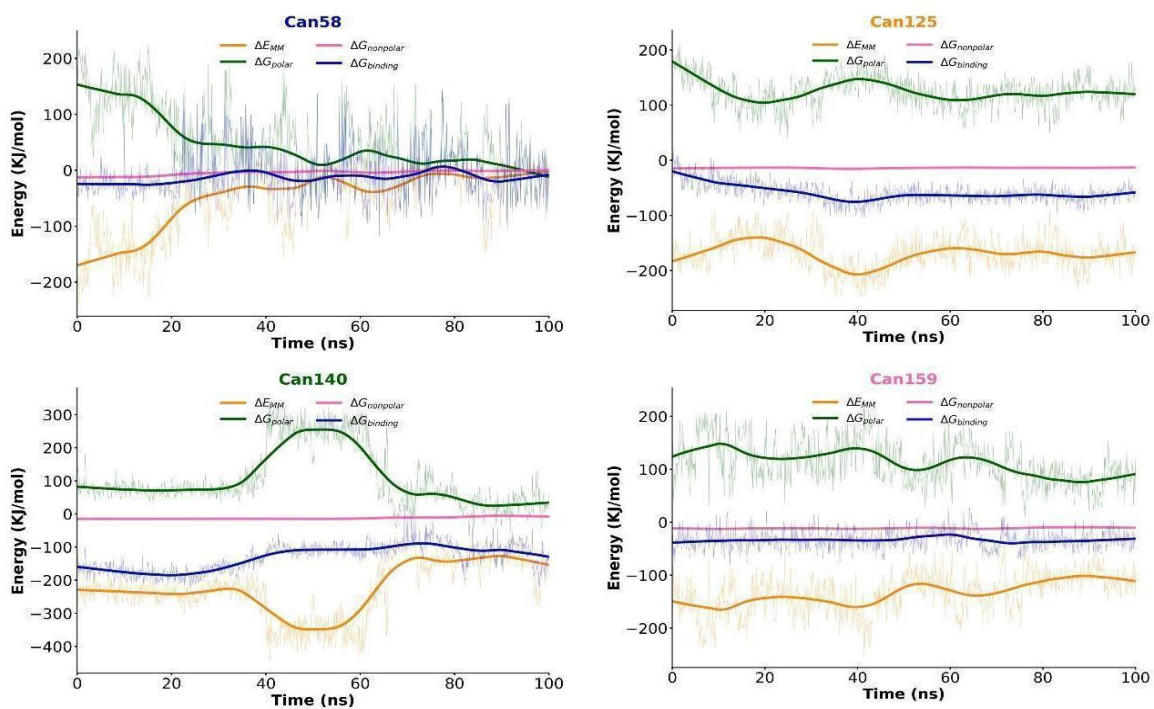 Can58
ΔE_MM ΔG_nonpolar
ΔG_polar ΔG_binding
200
100
0
−100
−200
Energy (KJ/mol)
0 20 40 60 80 100
Time (ns)
Can125
ΔE_MM ΔG_nonpolar
ΔG_polar ΔG_binding
200
100
0
−100
−200
Energy (KJ/mol)
0 20 40 60 80 100
Time (ns)
Can140
ΔE_MM ΔG_nonpolar
ΔG_polar ΔG_binding
300
200
100
0
−100
−200
−300
−400
Energy (KJ/mol)
0 20 40 60 80 100
Time (ns)
Can159
ΔE_MM ΔG_nonpolar
ΔG_polar ΔG_binding
200
100
0
−100
−200
Energy (KJ/mol)
0 20 40 60 80 100
Time (ns)